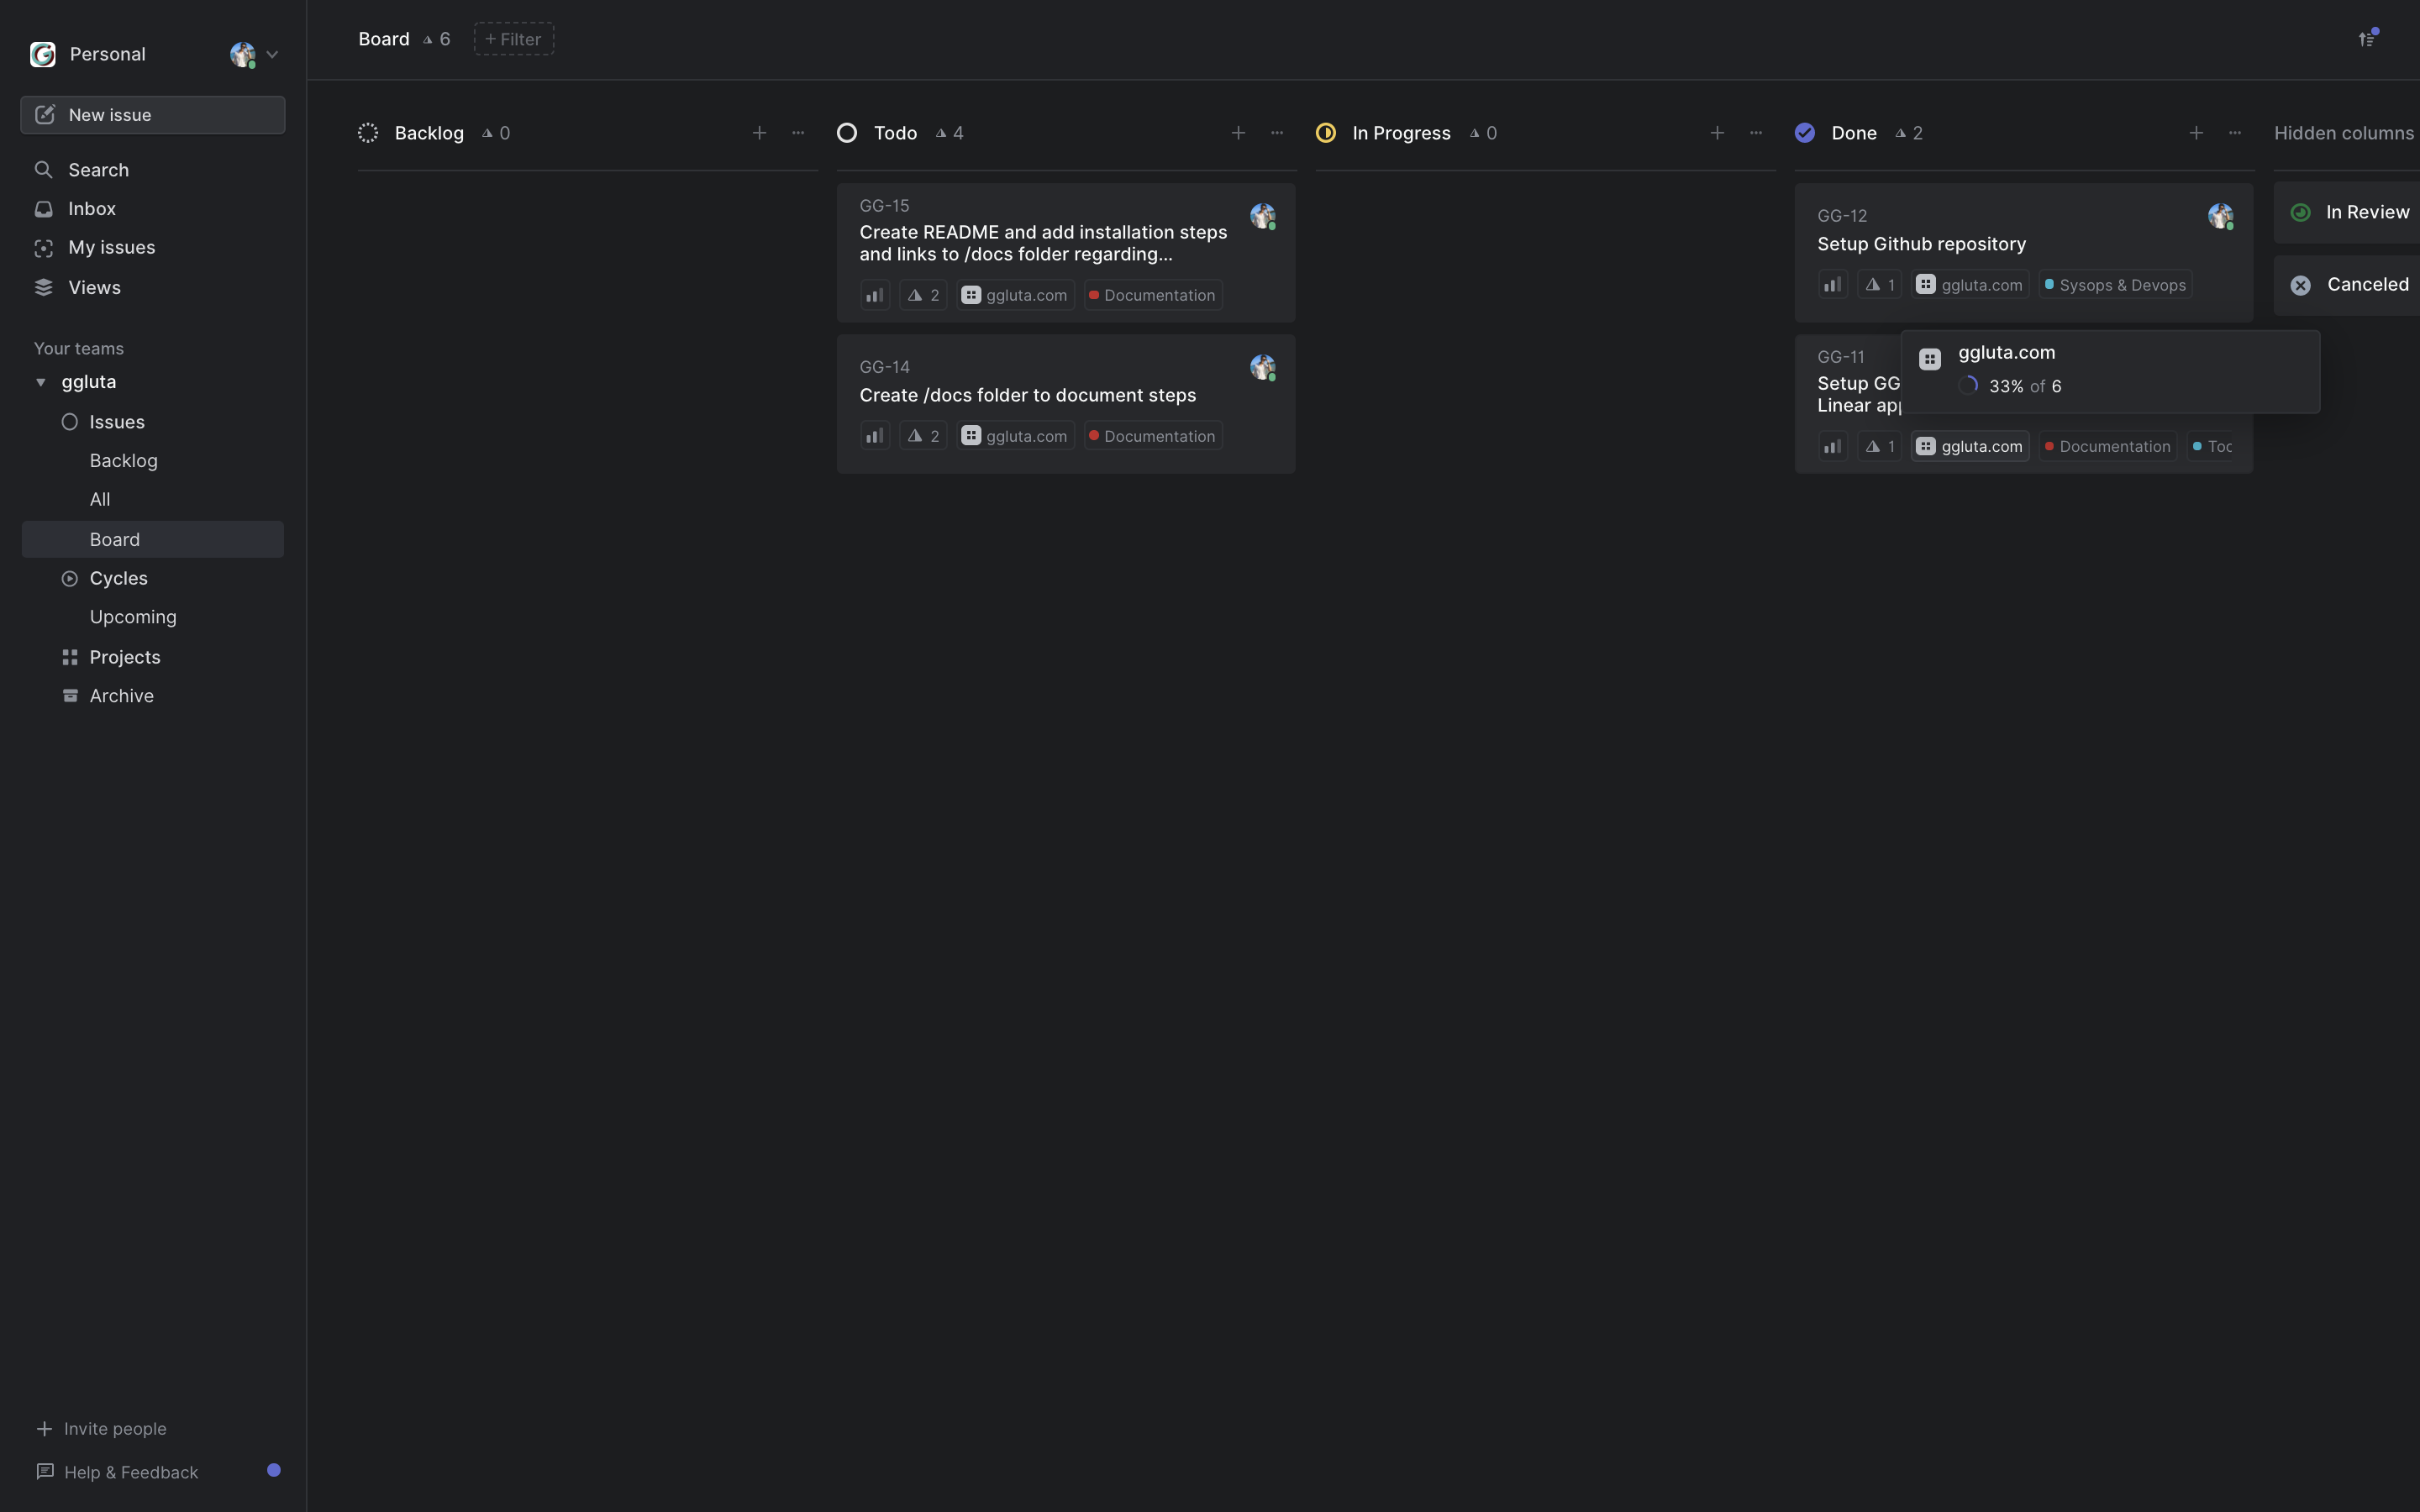 Personal
New issue
Search
Inbox
My issues
Views
Your teams
ggluta
Issues
Backlog
All
Board
Cycles
Upcoming
Projects
Archive
Invite people
Help & Feedback
Board 6 + Filter
Backlog 0
Todo 4
GG-15
Create README and add installation steps
and links to /docs folder regarding...
2 ggluta.com Documentation
GG-14
Create /docs folder to document steps
2 ggluta.com Documentation
In Progress 0
Done 2
GG-12
Setup Github repository
1 ggluta.com Sysops & Devops
GG-11
Setup GG
Linear ap
ggluta.com
33% of 6
1 ggluta.com Documentation
Hidden columns
In Review
Canceled